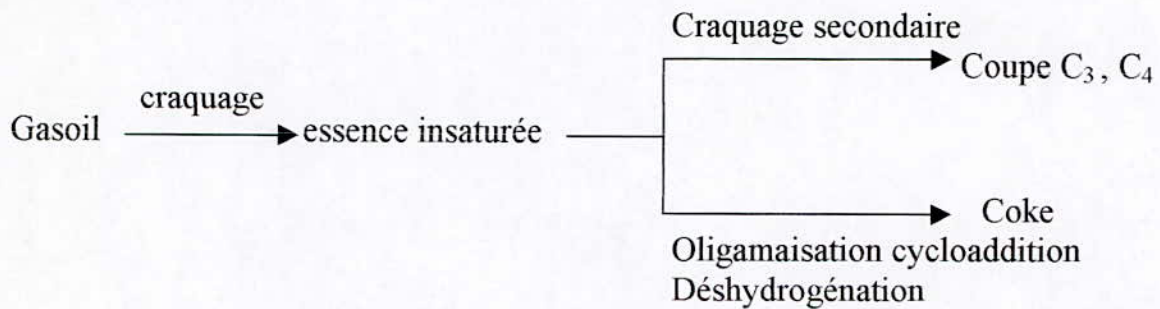 Craquage secondaire
Coupe C₃ , C₄
craquage
Gasoil
essence insaturée
Coke
Oligamaisation cycloaddition
Déshydrogénation